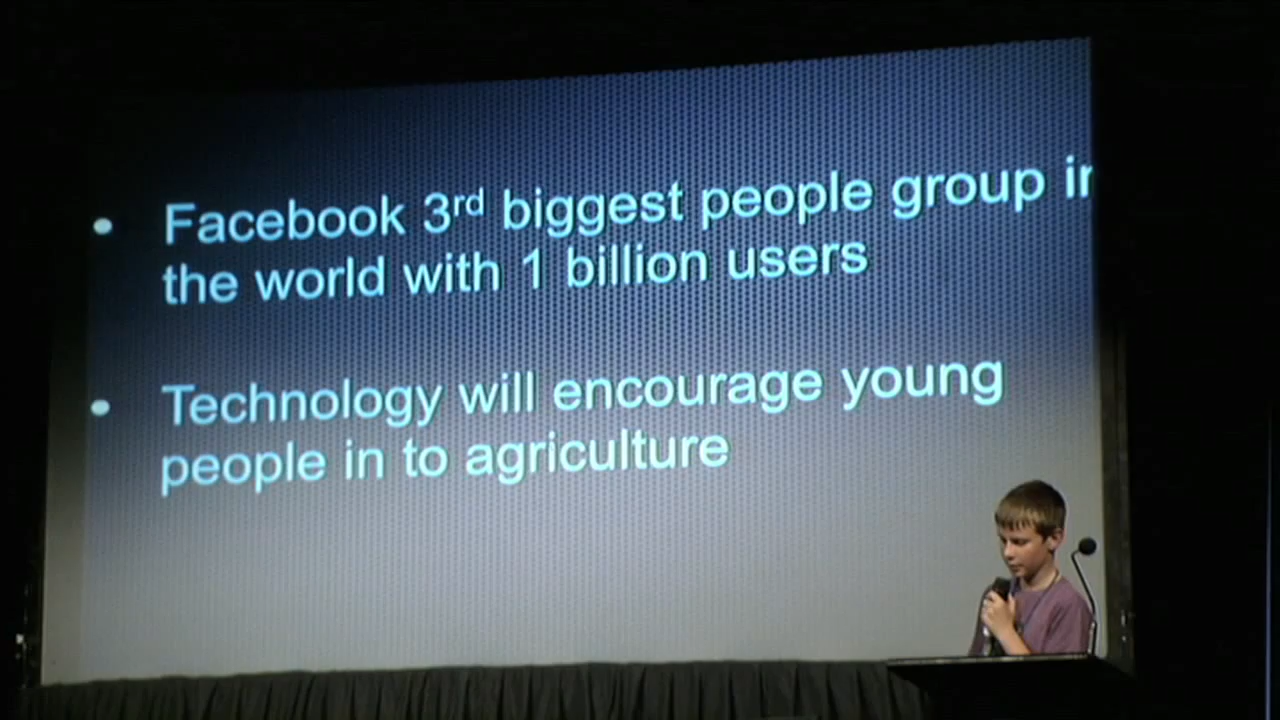 • Facebook 3rd biggest people group in
the world with 1 billion users
• Technology will encourage young
people in to agriculture